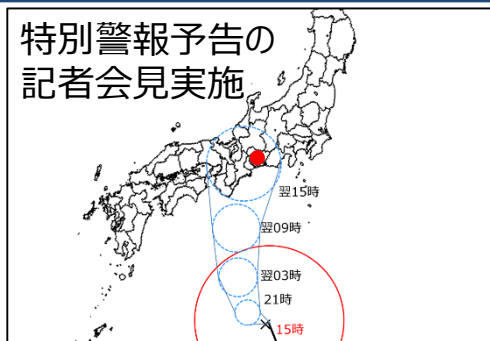 特別警報予告の
記者会見実施
翌15時
翌09時
翌03時
21時
15時